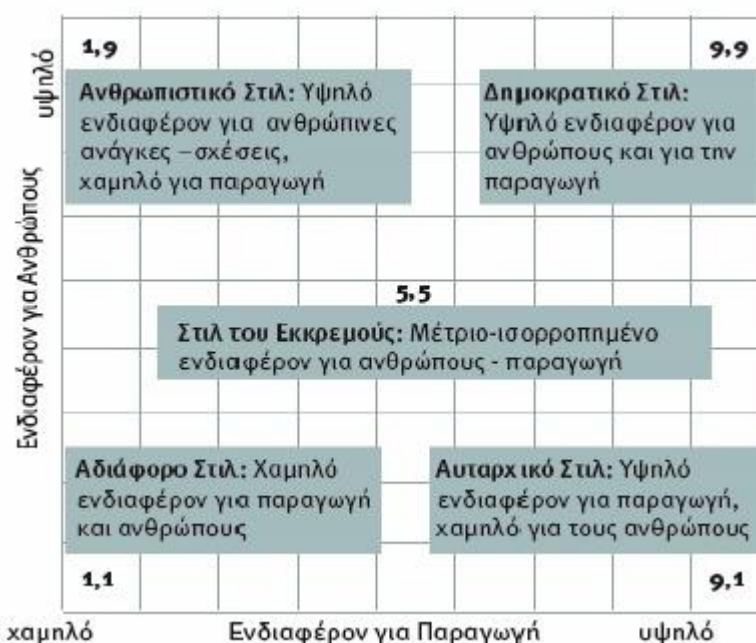 1,9
9,9
υψηλό
Ανθρωπιστικό Στιλ: Υψηλό
ενδιαφέρον για ανθρώπινες
ανάγκες –σχέσεις,
χαμηλό για παραγωγή
Δημοκρατικό Στιλ:
Υψηλό ενδιαφέρον για
ανθρώπους και για την
παραγωγή
Ενδιαφέρον για Ανθρώπους
5,5
Στιλ του Εκκρεμούς: Μέτριο-ισορροπημένο
ενδιαφέρον για ανθρώπους - παραγωγή
Αδιάφορο Στιλ: Χαμηλό
ενδιαφέρον για παραγωγή
και ανθρώπους
Αυταρχικό Στιλ: Υψηλό
ενδιαφέρον για παραγωγή,
χαμηλό για τους ανθρώπους
1,1
9,1
χαμηλό
Ενδιαφέρον για Παραγωγή
υψηλό